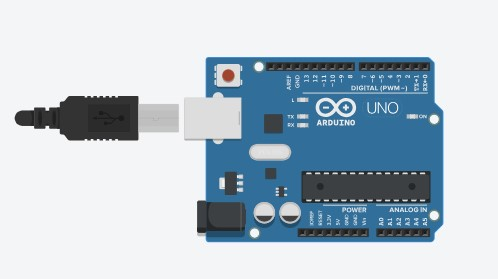 AREF
GND
13
12
~11
~10
~9
8
7
~6
~5
4
~3
2
TX→1
RX←0
DIGITAL (PWM~)
L
TX
RX
UNO
ARDUINO
ON
POWER
ANALOG IN
IOREF
RESET
3.3V
5V
GND
GND
Vin
A0
A1
A2
A3
A4
A5